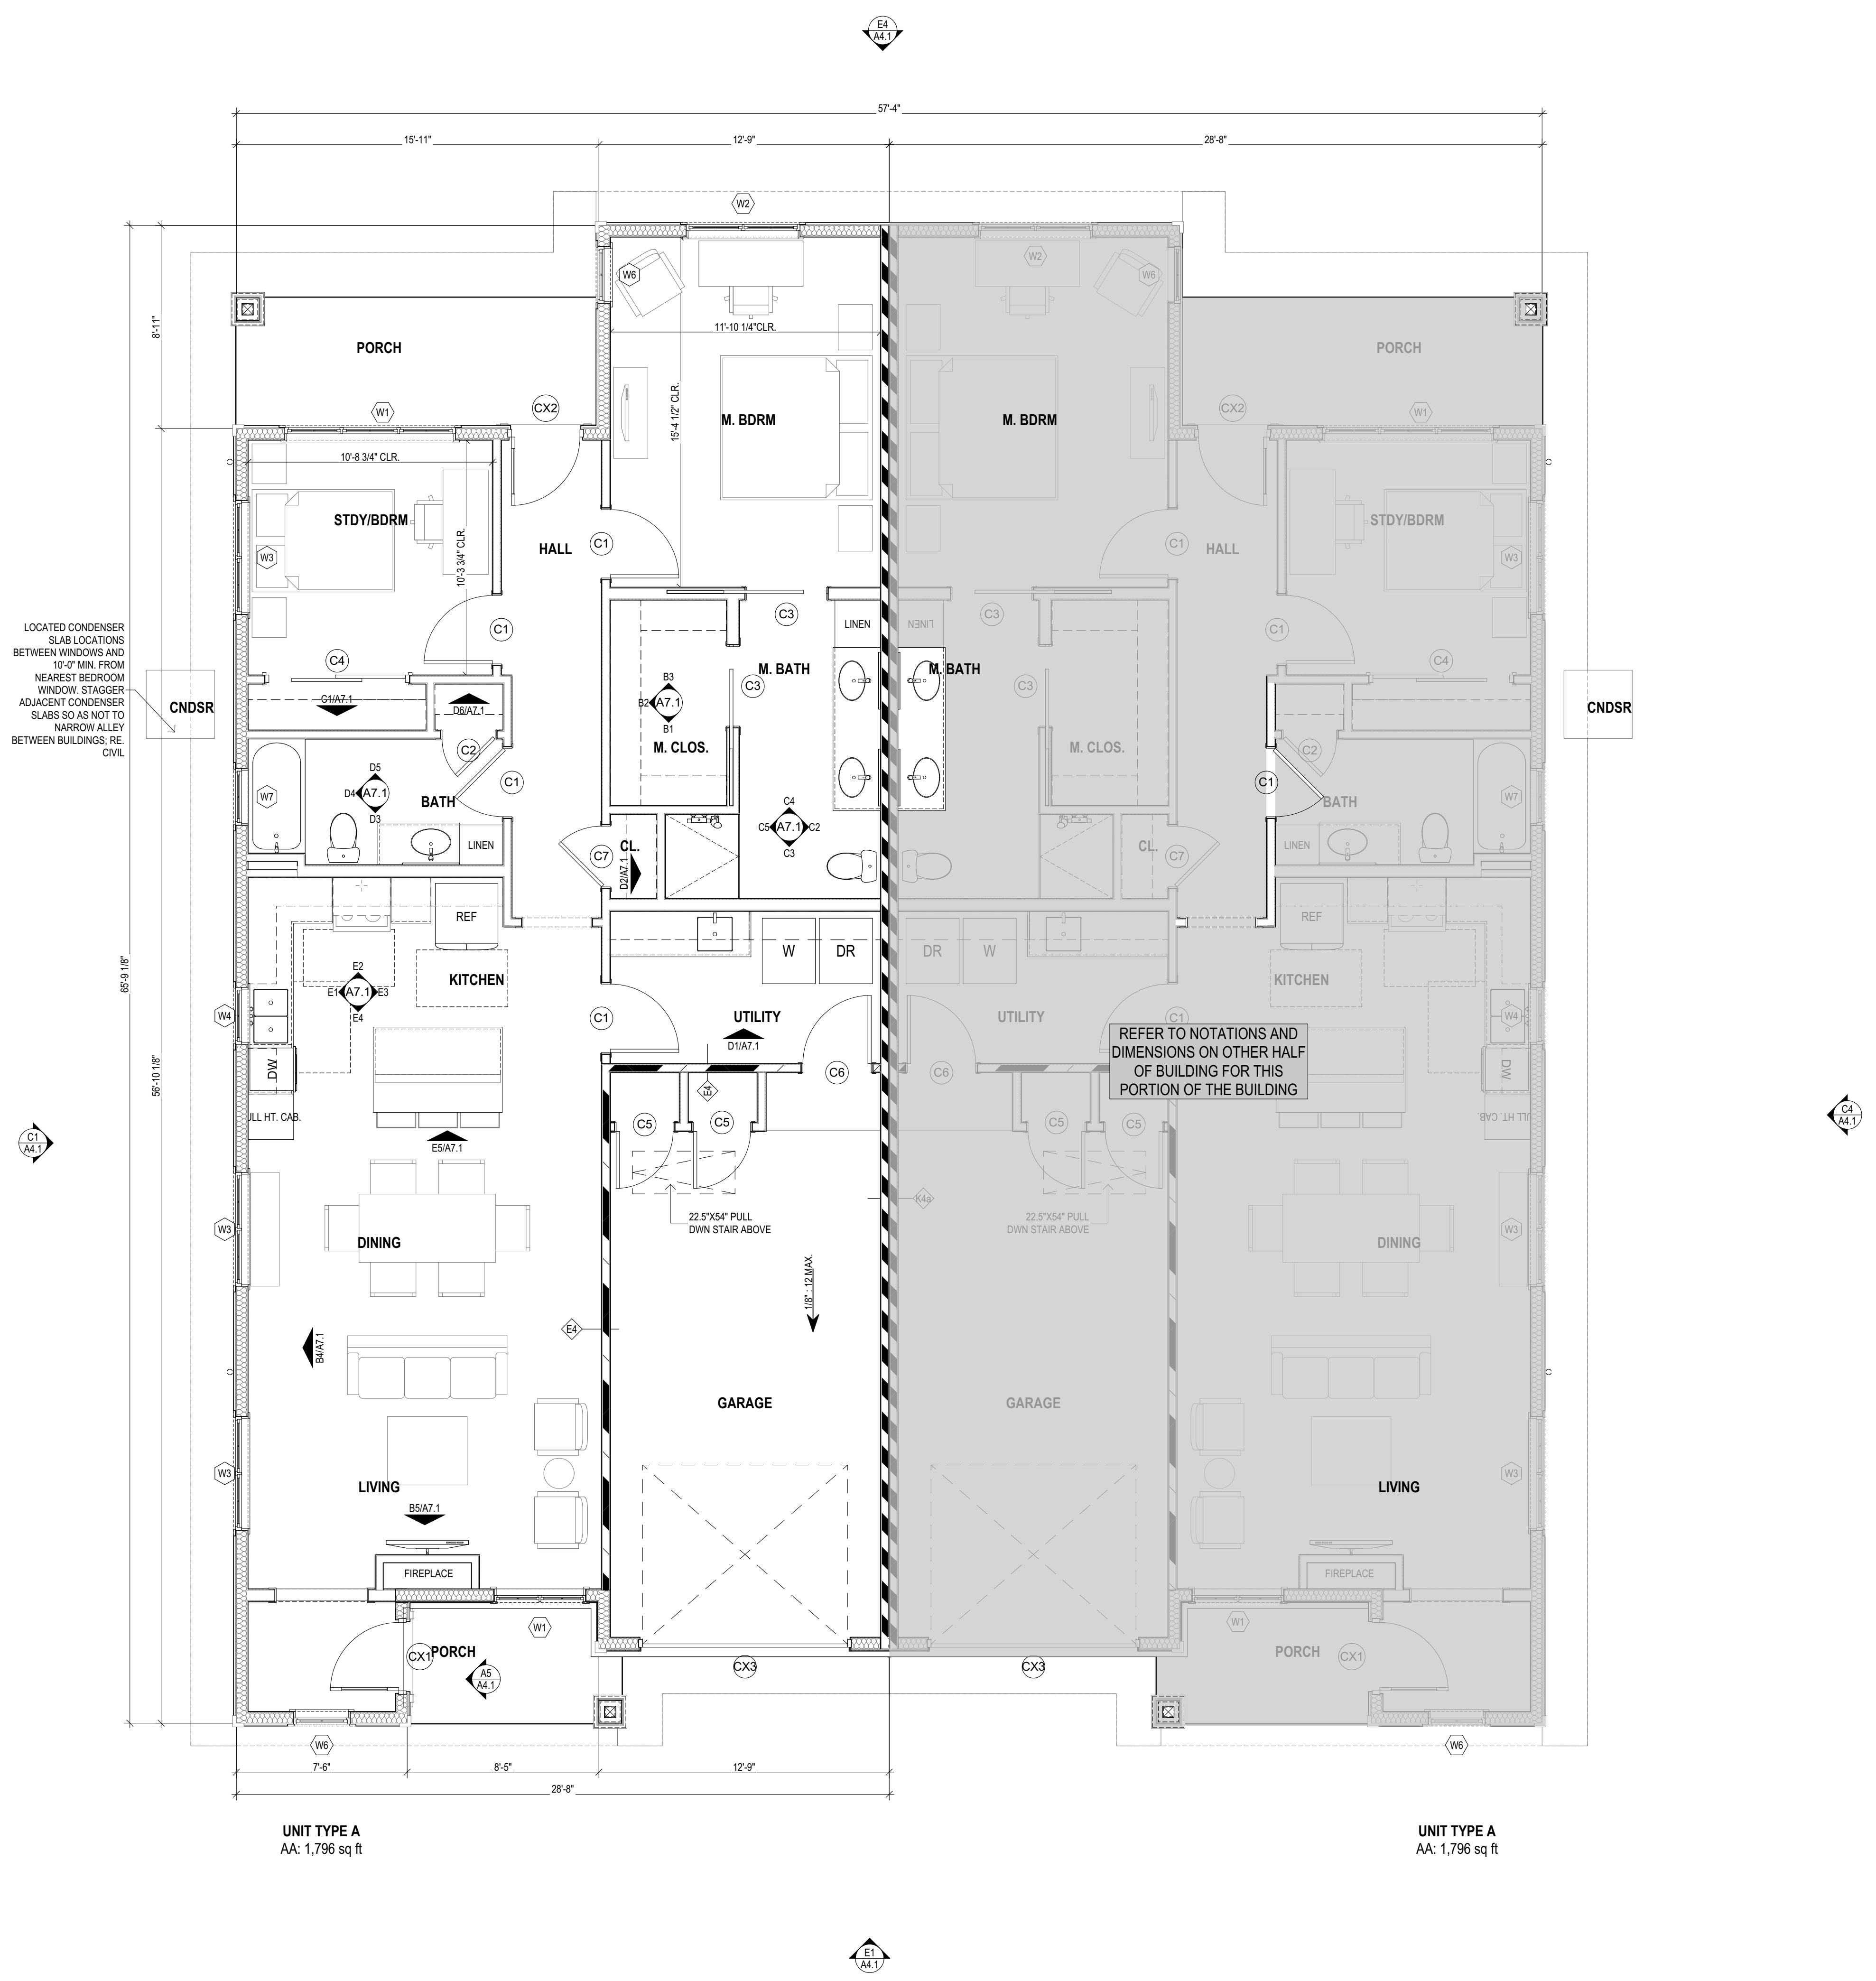 E4
A4.1
57'-4"
15'-11"
12'-9"
28'-8"
W2
W6
W2
W6
11'-10 1/4"CLR.
8'-11"
PORCH
PORCH
15'-4 1/2" CLR.
CX2
CX2
W1
W1
M. BDRM
M. BDRM
10'-8 3/4" CLR.
STDY/BDRM
STDY/BDRM
10'-3 3/4" CLR.
HALL
HALL
C1
C1
W3
W3
LOCATED CONDENSER
SLAB LOCATIONS
BETWEEN WINDOWS AND
10'-0" MIN. FROM
NEAREST BEDROOM
WINDOW. STAGGER
ADJACENT CONDENSER
SLABS SO AS NOT TO
NARROW ALLEY
BETWEEN BUILDINGS; RE.
CIVIL
C3
C3
LINEN
LINEN
C1
C1
C4
C4
M. BATH
M. BATH
C3
C3
B3
B2
A7.1
B1
C1/A7.1
D6/A7.1
CNDSR
CNDSR
M. CLOS.
M. CLOS.
C2
C2
C1
C1
D5
D4
A7.1
D3
W7
W7
BATH
BATH
C4
C5
A7.1
C2
C3
LINEN
LINEN
CL.
CL.
C7
C7
D2/A7.1
REF
REF
W
DR
DR
W
65'-9 1/8"
E2
E1
A7.1
E3
E4
KITCHEN
KITCHEN
W4
W4
C1
C1
UTILITY
UTILITY
D1/A7.1
REFER TO NOTATIONS AND
DIMENSIONS ON OTHER HALF
OF BUILDING FOR THIS
PORTION OF THE BUILDING
DW
DW
C6
C6
E4
56'-10 1/8"
ULL HT. CAB.
ULL HT. CAB.
C5
C5
C5
C5
E5/A7.1
C1
A4.1
C4
A4.1
K4a
22.5"X54" PULL
DWN STAIR ABOVE
22.5"X54" PULL
DWN STAIR ABOVE
W3
W3
DINING
DINING
1/8" : 12 MAX.
E4
B4/A7.1
GARAGE
GARAGE
W3
W3
LIVING
LIVING
B5/A7.1
FIREPLACE
FIREPLACE
W1
W1
CX1
PORCH
PORCH
CX1
A5
A4.1
CX3
CX3
W6
W6
7'-6"
8'-5"
12'-9"
28'-8"
UNIT TYPE A
AA: 1,796 sq ft
UNIT TYPE A
AA: 1,796 sq ft
E1
A4.1